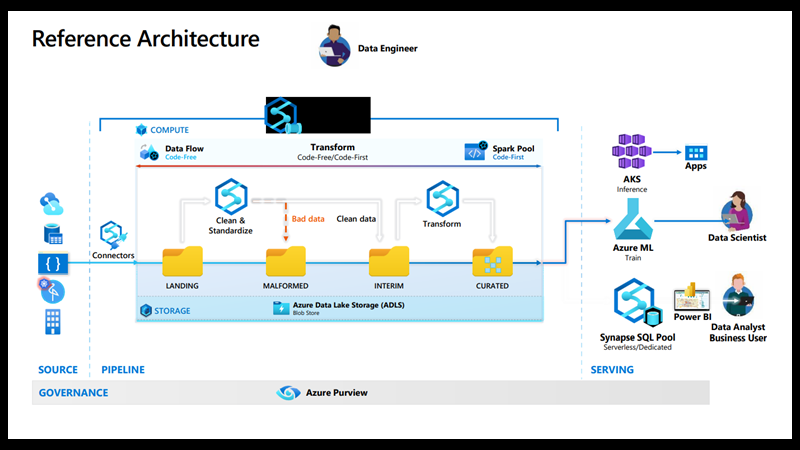 Reference Architecture
Data Engineer
COMPUTE
Data Flow
Code-Free
Transform
Code-Free/Code-First
Spark Pool
Code-First
Clean &
Standardize
Bad data
Clean data
Transform
Connectors
LANDING
MALFORMED
INTERIM
CURATED
STORAGE
Azure Data Lake Storage (ADLS)
Blob Store
AKS
Inference
Apps
Azure ML
Train
Data Scientist
Synapse SQL Pool
Serverless/Dedicated
Power BI
Data Analyst
Business User
SOURCE
PIPELINE
SERVING
GOVERNANCE
Azure Purview